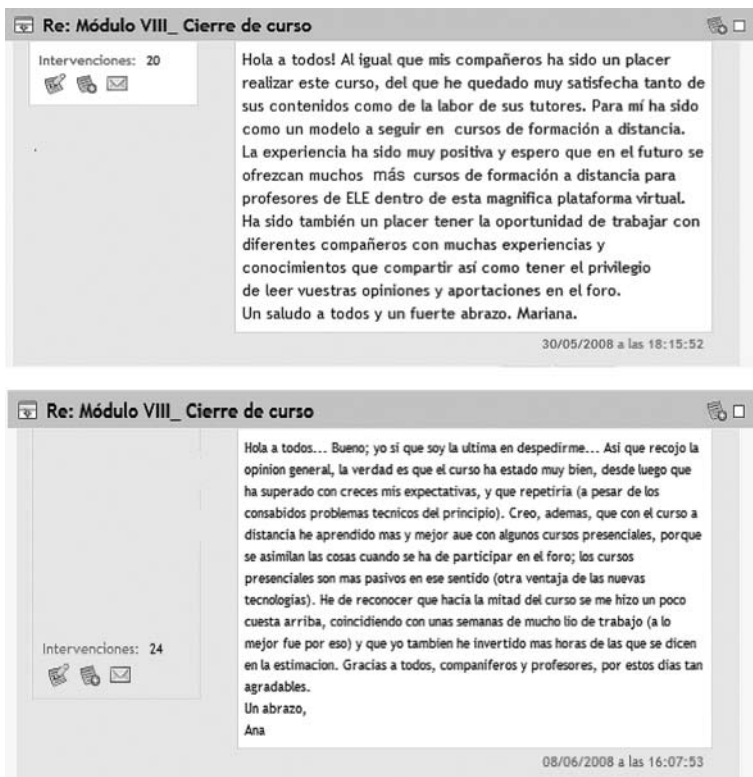 Re: Módulo VIII_ Cierre de curso
Intervenciones: 20
Hola a todos! Al igual que mis compañeros ha sido un placer
realizar este curso, del que he quedado muy satisfecha tanto de
sus contenidos como de la labor de sus tutores. Para mí ha sido
como un modelo a seguir en cursos de formación a distancia.
La experiencia ha sido muy positiva y espero que en el futuro se
ofrezcan muchos más cursos de formación a distancia para
profesores de ELE dentro de esta magnifica plataforma virtual.
Ha sido también un placer tener la oportunidad de trabajar con
diferentes compañeros con muchas experiencias y
conocimientos que compartir así como tener el privilegio
de leer vuestras opiniones y aportaciones en el foro.
Un saludo a todos y un fuerte abrazo. Mariana.
30/05/2008 a las 18:15:52
Re: Módulo VIII_ Cierre de curso
Hola a todos... Bueno; yo si que soy la ultima en despedirme... Asi que recojo la
opinion general, la verdad es que el curso ha estado muy bien, desde luego que
ha superado con creces mis expectativas, y que repetiria (a pesar de los
consabidos problemas tecnicos del principio). Creo, ademas, que con el curso a
distancia he aprendido mas y mejor aue con algunos cursos presenciales, porque
se asimilan las cosas cuando se ha de participar en el foro; los cursos
presenciales son mas pasivos en ese sentido (otra ventaja de las nuevas
tecnologias). He de reconocer que hacia la mitad del curso se me hizo un poco
cuesta arriba, coincidiendo con unas semanas de mucho lio de trabajo (a lo
mejor fue por eso) y que yo tambien he invertido mas horas de las que se dicen
en la estimacion. Gracias a todos, companiferos y profesores, por estos dias tan
agradables.
Un abrazo,
Ana
Intervenciones: 24
08/06/2008 a las 16:07:53